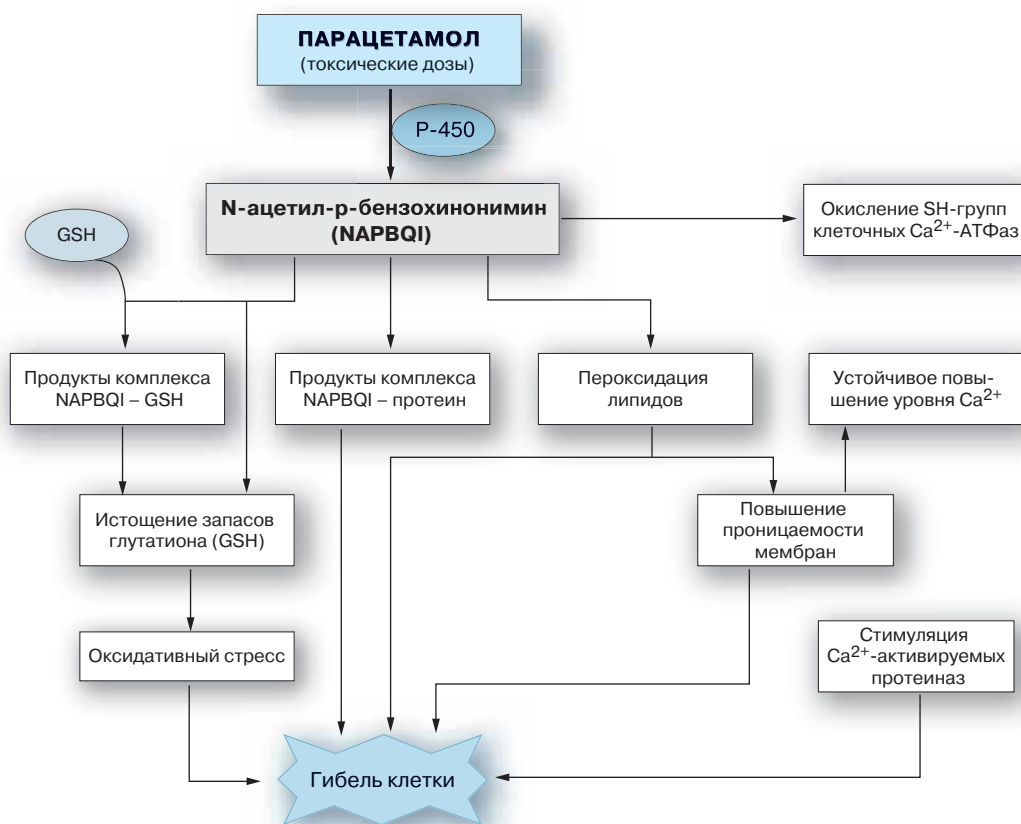 ПАРАЦЕТАМОЛ
(токсические дозы)
P-450
N-ацетил-р-бензохинонимин
(NAPBQI)
Окисление SH-групп
клеточных Ca²⁺-АТФаз
GSH
Продукты комплекса
NAPBQI – GSH
Продукты комплекса
NAPBQI – протеин
Пероксидация
липидов
Устойчивое повы-
шение уровня Ca²⁺
Истощение запасов
глутатиона (GSH)
Повышение
проницаемости
мембран
Оксидативный стресс
Стимуляция
Ca²⁺-активируемых
протеиназ
Гибель клетки